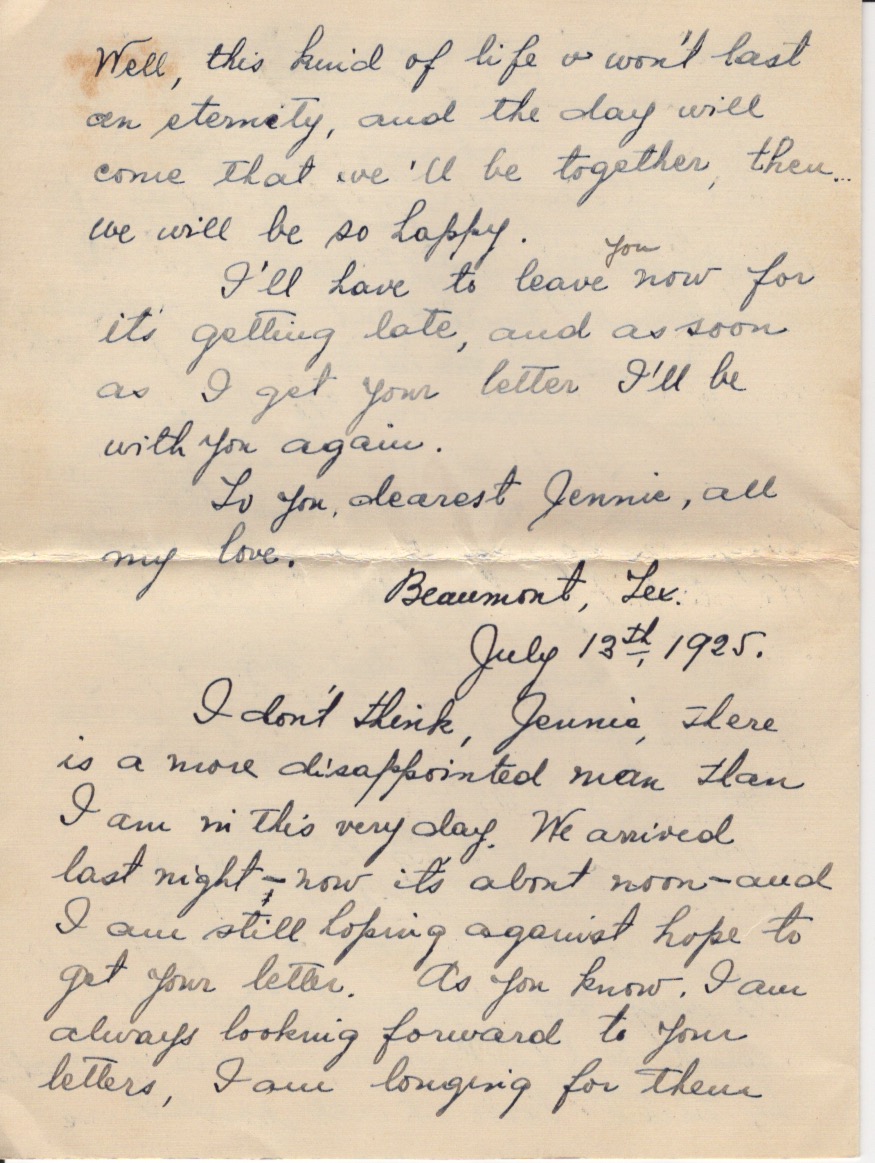 Well, this kind of life won't last
an eternity, and the day will
come that we'll be together, then...
we will be so happy.
you
I'll have to leave now for
it's getting late, and as soon
as I get your letter I'll be
with you again.
To you, dearest Jennie, all
my love.
Beaumont, Tex.
July 13th, 1925.
I don't think, Jennie, there
is a more disappointed man than
I am in this very day. We arrived
last night - now it's about noon - and
I am still hoping against hope to
get your letter. As you know, I am
always looking forward to your
letters, I am longing for them